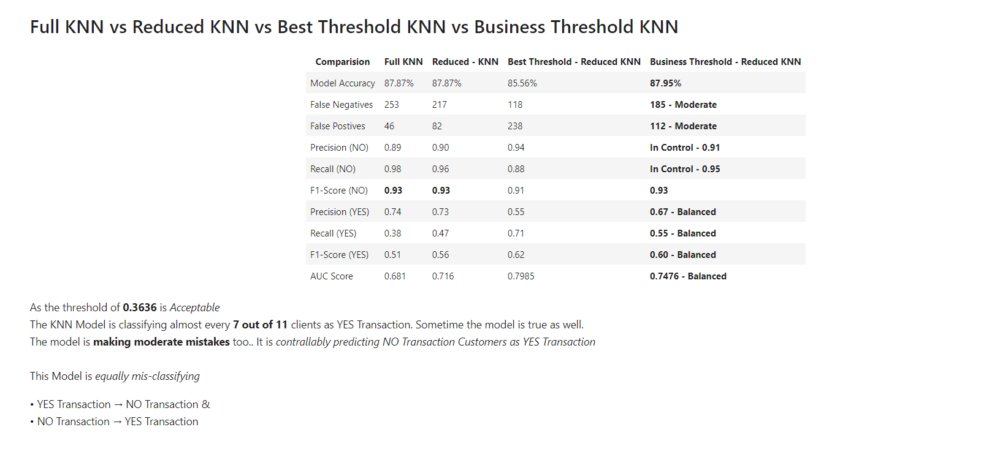 Full KNN vs Reduced KNN vs Best Threshold KNN vs Business Threshold KNN
Comparision Full KNN Reduced - KNN Best Threshold - Reduced KNN Business Threshold - Reduced KNN
Model Accuracy 87.87% 87.87% 85.56% 87.95%
False Negatives 253 217 118 185 - Moderate
False Postives 46 82 238 112 - Moderate
Precision (NO) 0.89 0.90 0.94 In Control - 0.91
Recall (NO) 0.98 0.96 0.88 In Control - 0.95
F1-Score (NO) 0.93 0.93 0.91 0.93
Precision (YES) 0.74 0.73 0.55 0.67 - Balanced
Recall (YES) 0.38 0.47 0.71 0.55 - Balanced
F1-Score (YES) 0.51 0.56 0.62 0.60 - Balanced
AUC Score 0.681 0.716 0.7985 0.7476 - Balanced
As the threshold of 0.3636 is Acceptable
The KNN Model is classifying almost every 7 out of 11 clients as YES Transaction. Sometime the model is true as well.
The model is making moderate mistakes too.. It is contrallably predicting NO Transaction Customers as YES Transaction
This Model is equally mis-classifying
• YES Transaction → NO Transaction &
• NO Transaction → YES Transaction